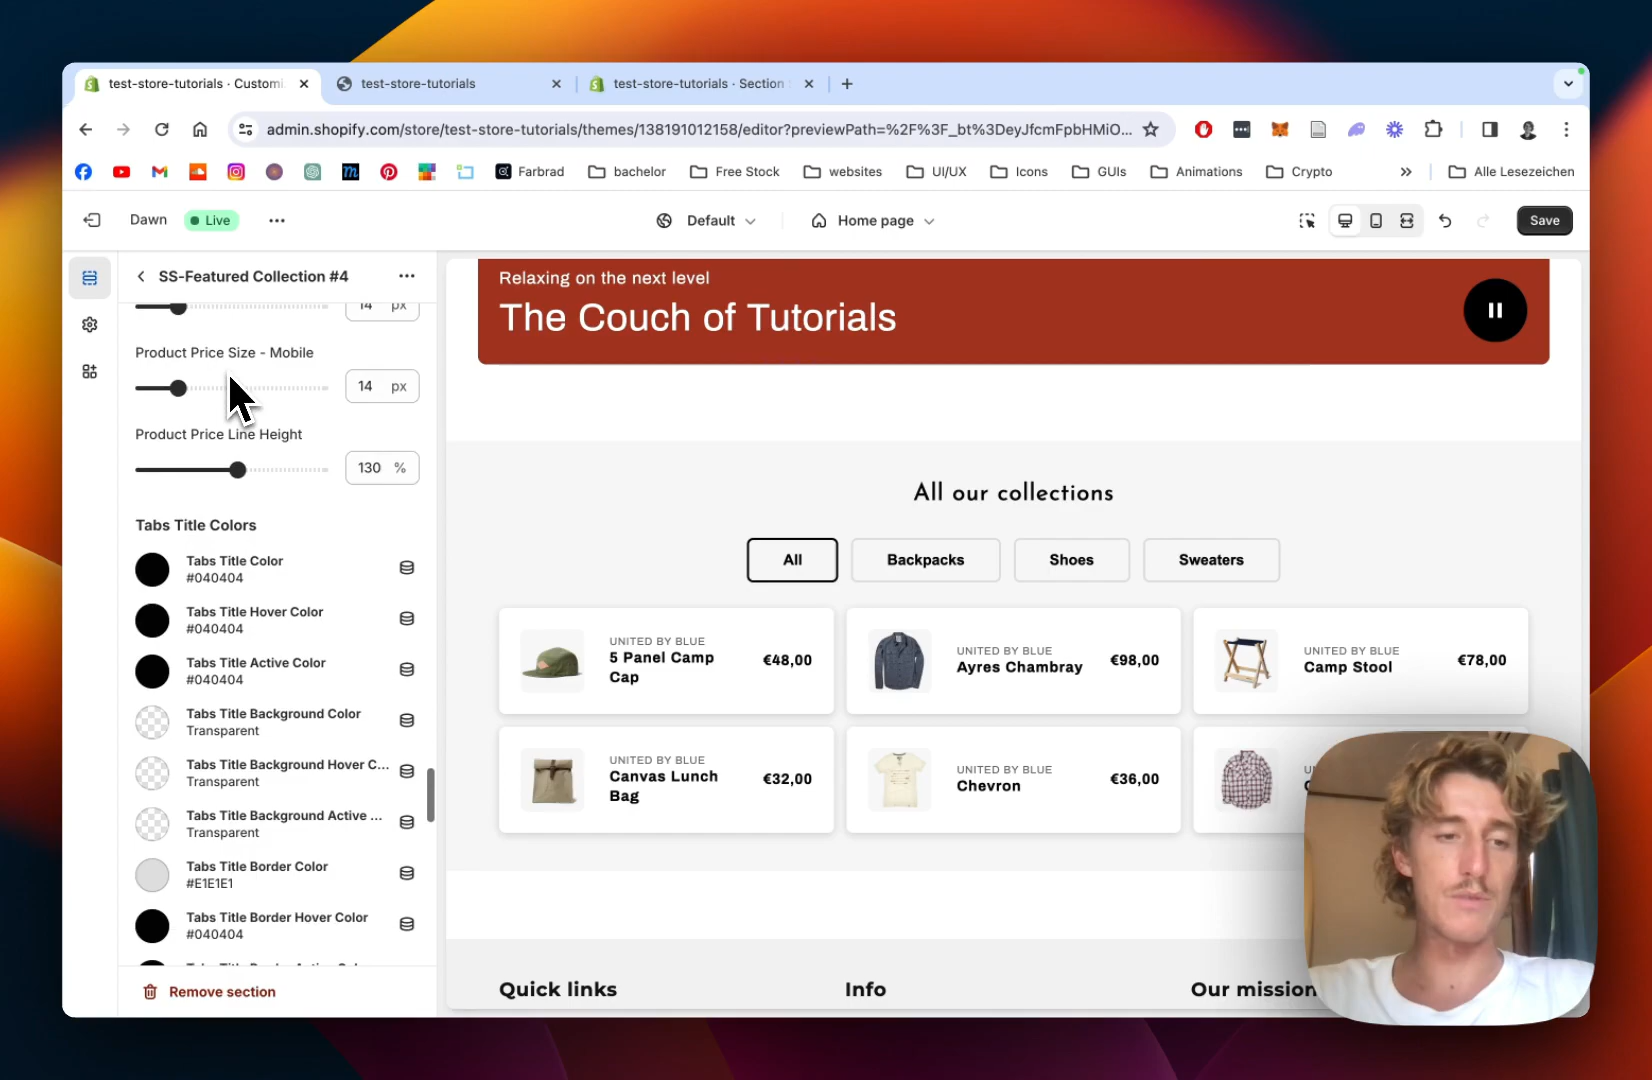 test-store-tutorials · Customi
test-store-tutorials
test-store-tutorials · Section
admin.shopify.com/store/test-store-tutorials/themes/138191012158/editor?previewPath=%2F%3F_bt%3DeyJfcmFpbHMiO...
Farbrad
bachelor
Free Stock
websites
UI/UX
Icons
GUIs
Animations
Crypto
Alle Lesezeichen
Dawn
Live
Default
Home page
Save
SS-Featured Collection #4
14 px
Product Price Size - Mobile
14 px
Product Price Line Height
130 %
Tabs Title Colors
Tabs Title Color
#040404
Tabs Title Hover Color
#040404
Tabs Title Active Color
#040404
Tabs Title Background Color
Transparent
Tabs Title Background Hover C...
Transparent
Tabs Title Background Active ...
Transparent
Tabs Title Border Color
#E1E1E1
Tabs Title Border Hover Color
#040404
Remove section
Relaxing on the next level
The Couch of Tutorials
All our collections
All
Backpacks
Shoes
Sweaters
UNITED BY BLUE
5 Panel Camp
Cap
€48,00
UNITED BY BLUE
Ayres Chambray
€98,00
UNITED BY BLUE
Camp Stool
€78,00
UNITED BY BLUE
Canvas Lunch
Bag
€32,00
UNITED BY BLUE
Chevron
€36,00
Quick links
Info
Our mission